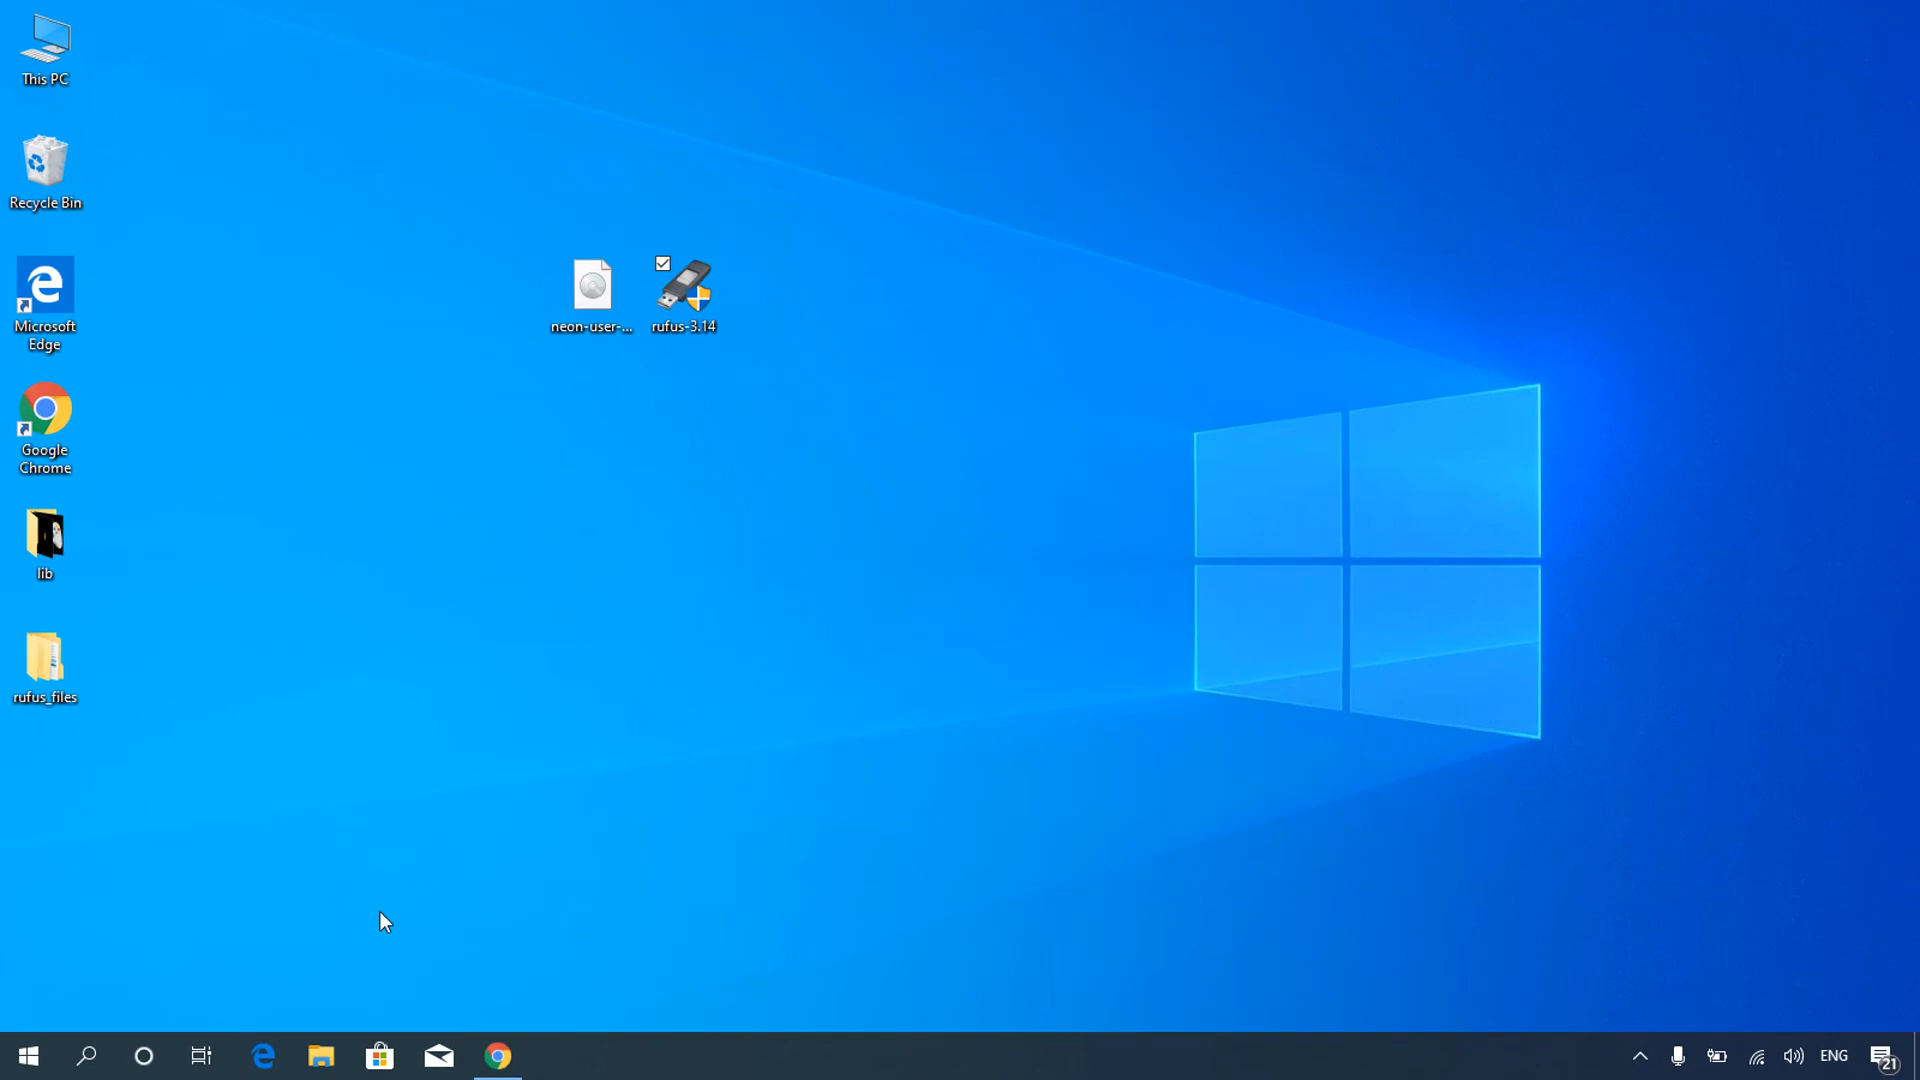 This PC
Recycle Bin
Microsoft
Edge
Google
Chrome
lib
rufus_files
neon-user-...
rufus-3.14
ENG
21